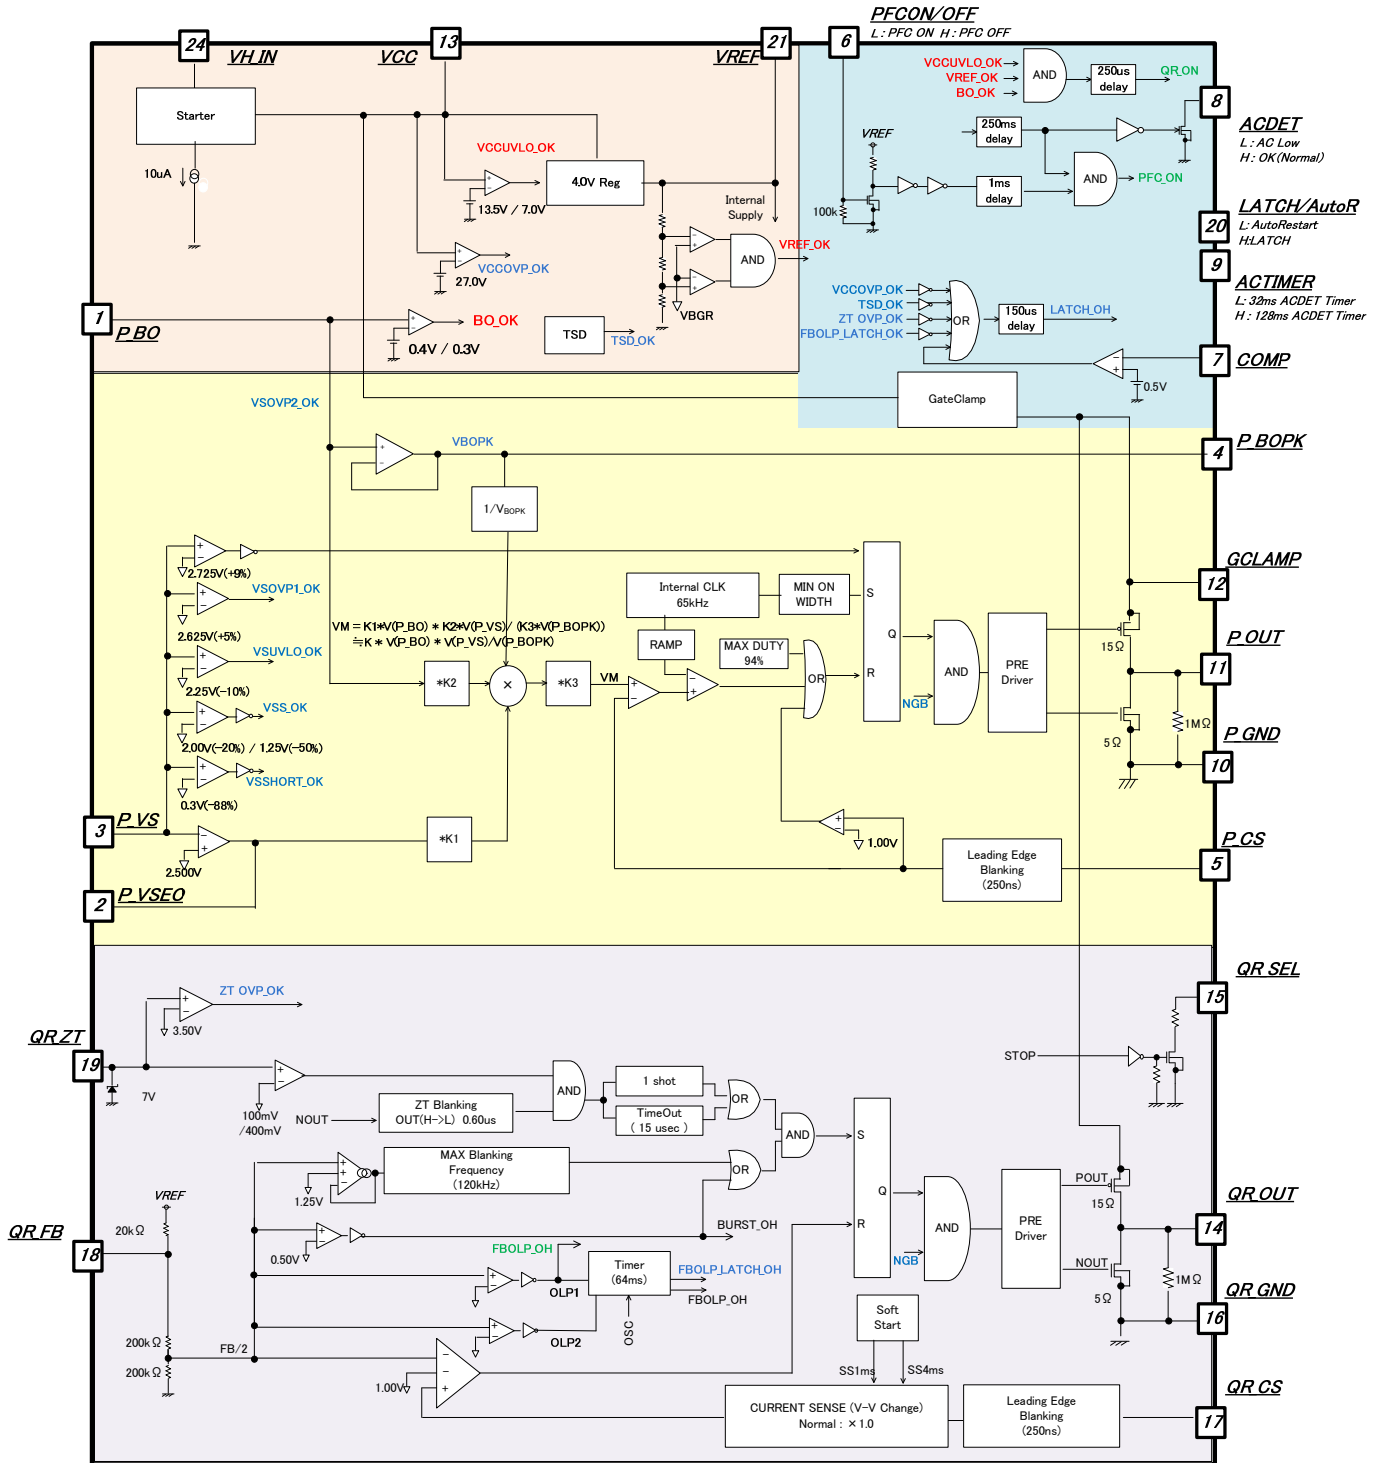 PFCON/OFF
L : PFC ON H : PFC OFF
24
VH_IN
13
VCC
21
VREF
6
Starter
10uA
VCCUVLO_OK
13.5V / 7.0V
4.0V Reg
Internal
Supply
VCCOVP_OK
27.0V
AND
VREF_OK
VBGR
1
P_BO
BO_OK
0.4V / 0.3V
TSD
TSD_OK
VCCUVLO_OK
VREF_OK
BO_OK
AND
250us
delay
QR_ON
250ms
delay
VREF
100k
1ms
delay
AND
PFC_ON
8
ACDET
L : AC Low
H : OK(Normal)
20
LATCH/AutoR
L: AutoRestart
H:LATCH
9
ACTIMER
L: 32ms ACDET Timer
H : 128ms ACDET Timer
VCCOVP_OK
TSD_OK
ZT OVP_OK
FBOLP_LATCH_OK
OR
150us
delay
LATCH_OH
7
COMP
0.5V
GateClamp
VSOVP2_OK
VBOPK
4
P_BOPK
1/VBOPK
2.725V(+9%)
VSOVP1_OK
2.625V(+5%)
VSUVLO_OK
2.25V(-10%)
VSS_OK
2.00V(-20%) / 1.25V(-50%)
VSSHORT_OK
0.3V(-88%)
VM = K1*V(P_BO) * K2*V(P_VS)/ (K3*V(P_BOPK))
≒K * V(P_BO) * V(P_VS)/V(P_BOPK)
*K2
×
*K3
VM
*K1
Internal CLK
65kHz
MIN ON
WIDTH
RAMP
MAX DUTY
94%
OR
S
Q
R
NGB
AND
PRE
Driver
GCLAMP
12
15Ω
P_OUT
11
5Ω
1MΩ
P_GND
10
3
P_VS
2.500V
2
P_VSEO
1.00V
Leading Edge
Blanking
(250ns)
P_CS
5
QR_SEL
15
STOP
ZT OVP_OK
3.50V
QR_ZT
19
7V
100mV
/400mV
NOUT
ZT Blanking
OUT(H->L) 0.60us
AND
1 shot
TimeOut
( 15 usec )
OR
AND
1.25V
MAX Blanking
Frequency
(120kHz)
OR
VREF
20kΩ
QR_FB
18
0.50V
BURST_OH
FBOLP_OH
OLP1
Timer
(64ms)
FBOLP_LATCH_OH
FBOLP_OH
OLP2
OSC
200kΩ
200kΩ
FB/2
1.00V
S
Q
R
NGB
AND
PRE
Driver
POUT
15Ω
NOUT
5Ω
1MΩ
QR_OUT
14
QR_GND
16
Soft
Start
SS1ms
SS4ms
CURRENT SENSE (V-V Change)
Normal : ×1.0
Leading Edge
Blanking
(250ns)
QR_CS
17